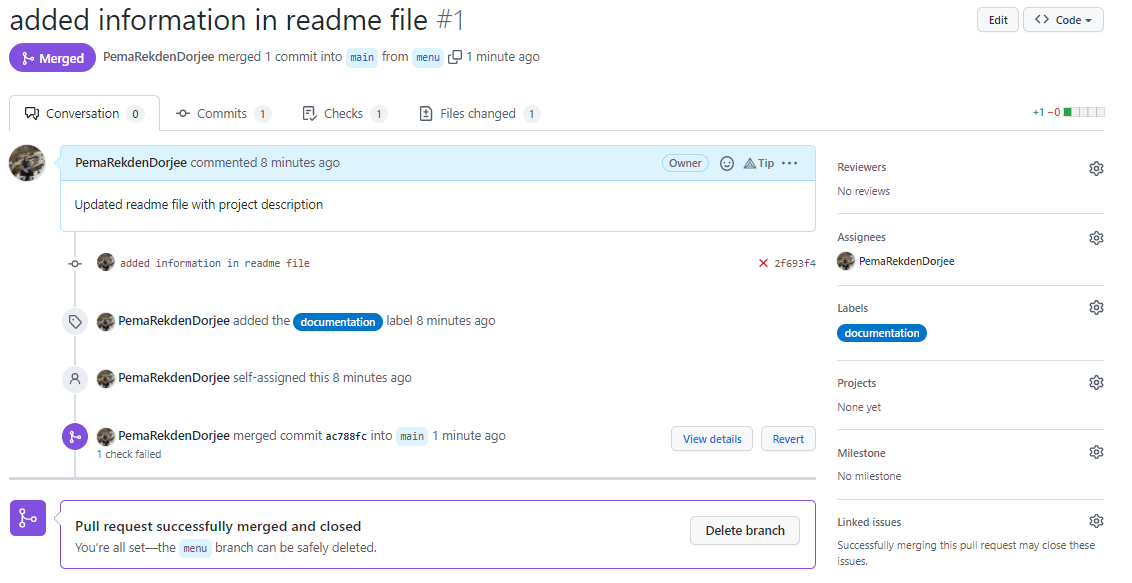 added information in readme file #1
Edit
Code
Merged
PemaRekdenDorjee merged 1 commit into main from menu 1 minute ago
Conversation 0
Commits 1
Checks 1
Files changed 1
+1 −0
PemaRekdenDorjee commented 8 minutes ago
Owner
Tip
Updated readme file with project description
added information in readme file
2f693f4
PemaRekdenDorjee added the documentation label 8 minutes ago
PemaRekdenDorjee self-assigned this 8 minutes ago
PemaRekdenDorjee merged commit ac788fc into main 1 minute ago
1 check failed
View details
Revert
Pull request successfully merged and closed
You’re all set—the menu branch can be safely deleted.
Delete branch
Reviewers
No reviews
Assignees
PemaRekdenDorjee
Labels
documentation
Projects
None yet
Milestone
No milestone
Linked issues
Successfully merging this pull request may close these
issues.